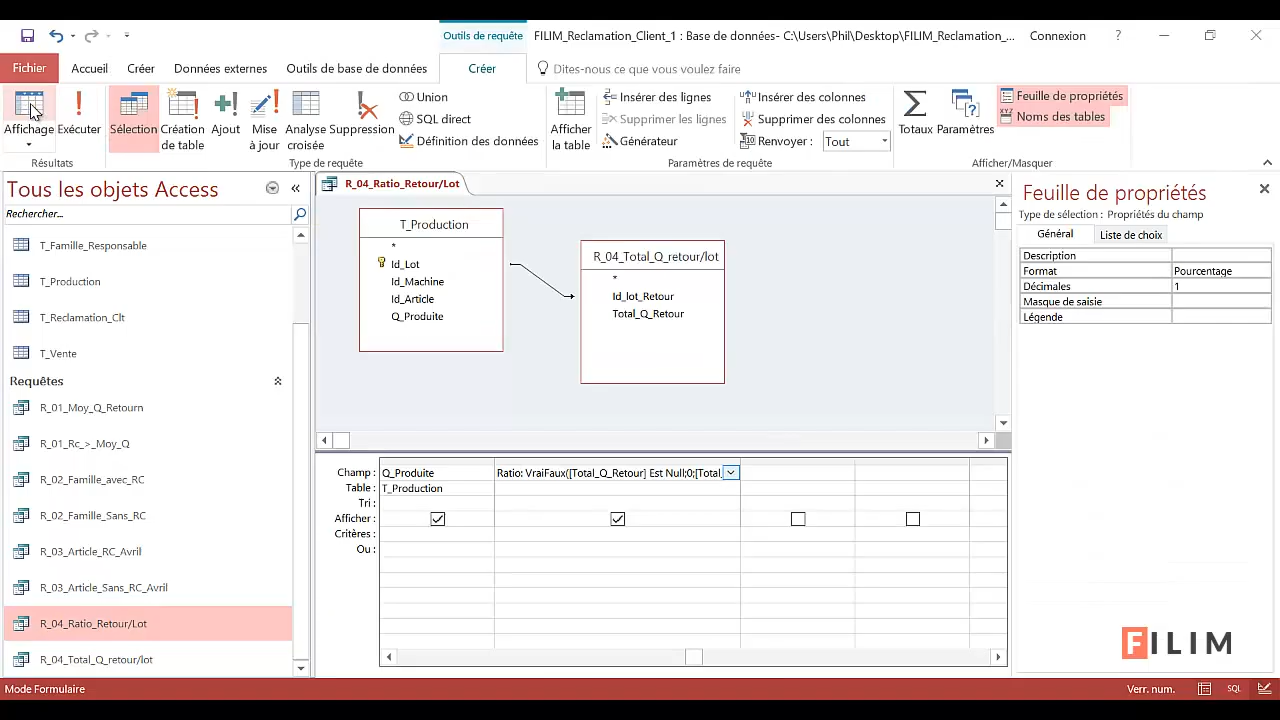 Outils de requête
FILIM_Reclamation_Client_1 : Base de données- C:\Users\Phil\Desktop\FILIM_Reclamation_...
Connexion
?
Fichier
Accueil
Créer
Données externes
Outils de base de données
Créer
Dites-nous ce que vous voulez faire
Affichage
Exécuter
Résultats
Sélection
Création
de table
Ajout
Mise
à jour
Analyse
croisée
Suppression
Union
SQL direct
Définition des données
Type de requête
Afficher
la table
Insérer des lignes
Supprimer les lignes
Générateur
Insérer des colonnes
Supprimer des colonnes
Renvoyer : Tout
Paramètres de requête
Totaux
Paramètres
Feuille de propriétés
Noms des tables
Afficher/Masquer
Tous les objets Access
Rechercher...
T_Famille_Responsable
T_Production
T_Reclamation_Clt
T_Vente
Requêtes
R_01_Moy_Q_Retourn
R_01_Rc_>_Moy_Q
R_02_Famille_avec_RC
R_02_Famille_Sans_RC
R_03_Article_RC_Avril
R_03_Article_Sans_RC_Avril
R_04_Ratio_Retour/Lot
R_04_Total_Q_retour/lot
R_04_Ratio_Retour/Lot
T_Production
*
Id_Lot
Id_Machine
Id_Article
Q_Produite
R_04_Total_Q_retour/lot
*
Id_lot_Retour
Total_Q_Retour
Champ : Q_Produite Ratio: VraiFaux([Total_Q_Retour] Est Null;0;[Total_
Table : T_Production
Tri :
Afficher :
Critères :
Ou :
Feuille de propriétés
Type de sélection : Propriétés du champ
Général
Liste de choix
Description
Format Pourcentage
Décimales 1
Masque de saisie
Légende
FILIM
Mode Formulaire
Verr. num.
SQL